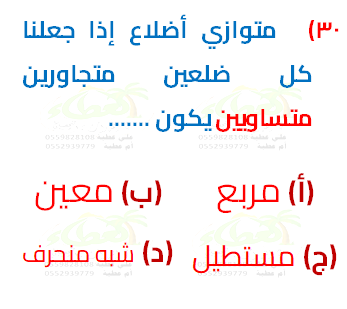 ٣٠) متوازي أضلاع إذا جعلنا
كل ضلعين متجاورين
متساويين يكون .......
(أ) مربع (ب) معين
(ج) مستطيل (د) شبه منحرف